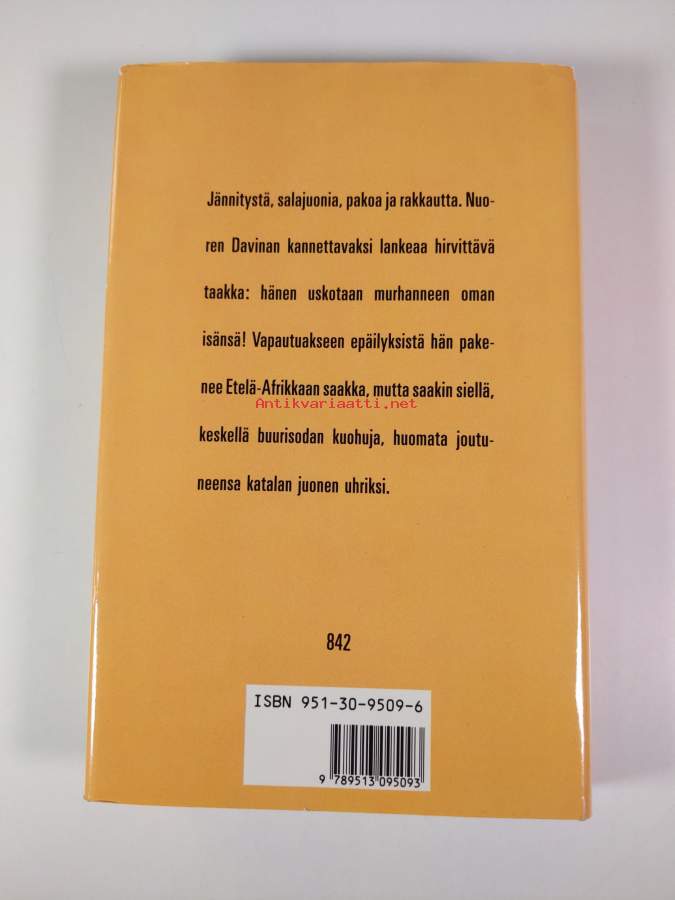 Jännitystä, salajuonia, pakoa ja rakkautta. Nuo-
ren Davinan kannettavaksi lankeaa hirvittävä
taakka: hänen uskotaan murhanneen oman
isänsä! Vapautuakseen epäilyksistä hän pake-
nee Etelä-Afrikkaan saakka, mutta saakin siellä,
Antikvariaatti.net
keskellä buurisodan kuohuja, huomata joutu-
neensa katalan juonen uhriksi.
842
ISBN 951-30-9509-6
9 789513 095093